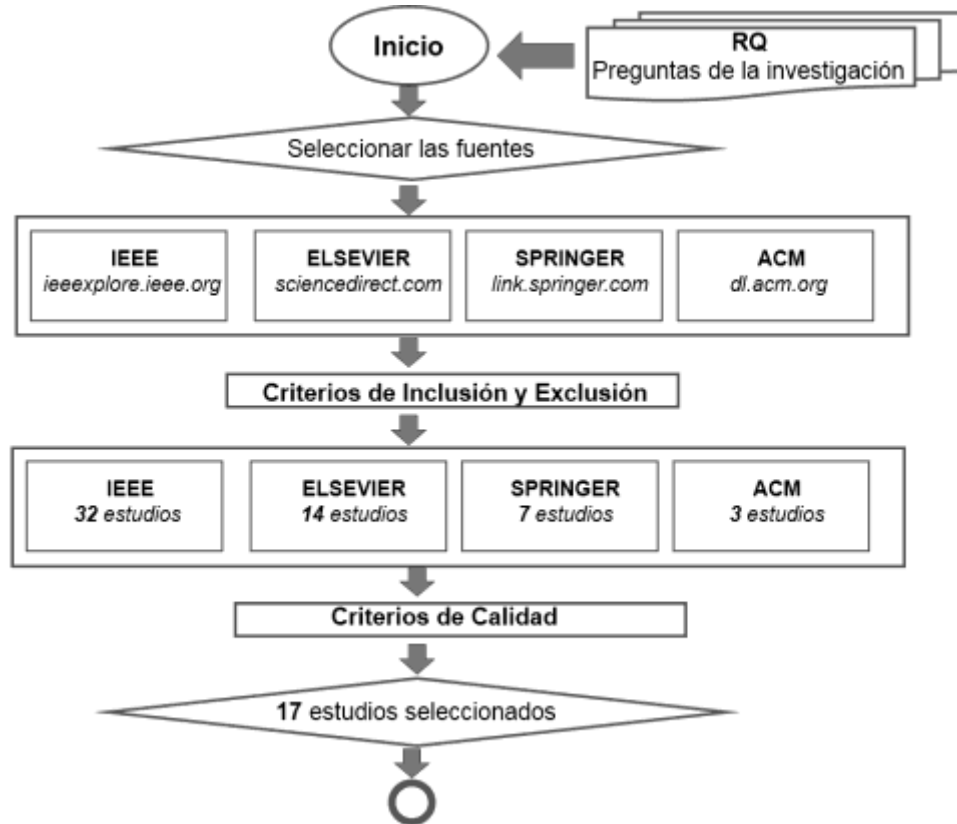 Inicio
RQ
Preguntas de la investigación
Seleccionar las fuentes
IEEE
ieeexplore.ieee.org
ELSEVIER
sciencedirect.com
SPRINGER
link.springer.com
ACM
dl.acm.org
Criterios de Inclusión y Exclusión
IEEE
32 estudios
ELSEVIER
14 estudios
SPRINGER
7 estudios
ACM
3 estudios
Criterios de Calidad
17 estudios seleccionados